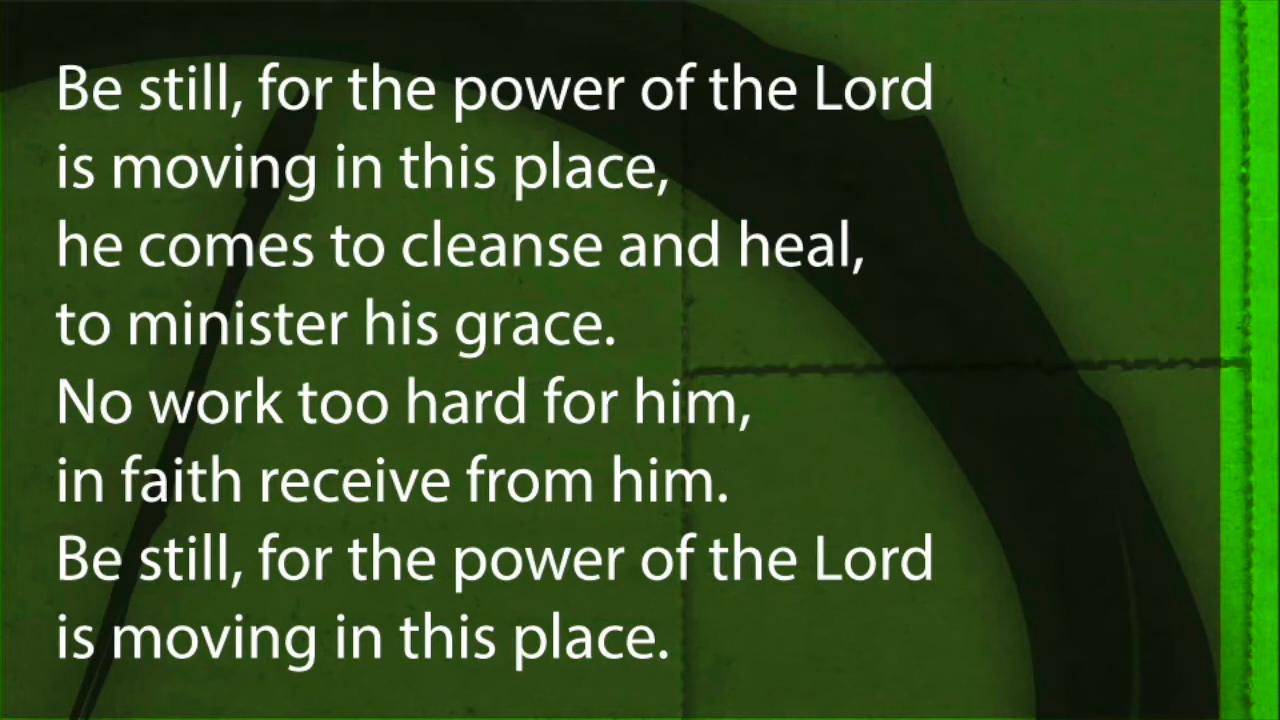 Be still, for the power of the Lord
is moving in this place,
he comes to cleanse and heal,
to minister his grace.
No work too hard for him,
in faith receive from him.
Be still, for the power of the Lord
is moving in this place.